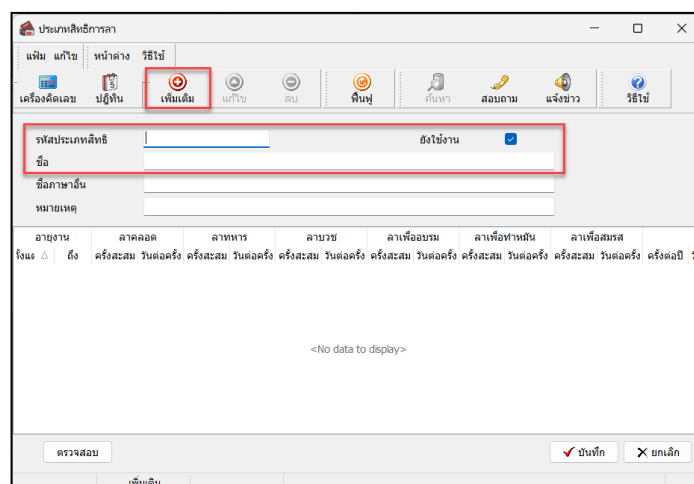 ประเภทสิทธิการลา
แฟ้ม แก้ไข หน้าต่าง วิธีใช้
เครื่องคิดเลข ปฏิทิน เพิ่มเติม แก้ไข ลบ ฟื้นฟู ค้นหา สอบถาม แจ้งข่าว วิธีใช้
รหัสประเภทสิทธิ ยังใช้งาน
ชื่อ
ชื่อภาษาอื่น
หมายเหตุ
อายุงาน ลาคลอด ลาทหาร ลาบวช ลาเพื่ออบรม ลาเพื่อทำหมัน ลาเพื่อสมรส
ถึง ครั้งสะสม วันต่อครั้ง ครั้งสะสม วันต่อครั้ง ครั้งสะสม วันต่อครั้ง ครั้งสะสม วันต่อครั้ง ครั้งสะสม วันต่อครั้ง ครั้งสะสม วันต่อครั้ง ครั้งต่อปี
<No data to display>
ตรวจสอบ บันทึก ยกเลิก
เพิ่มเติม